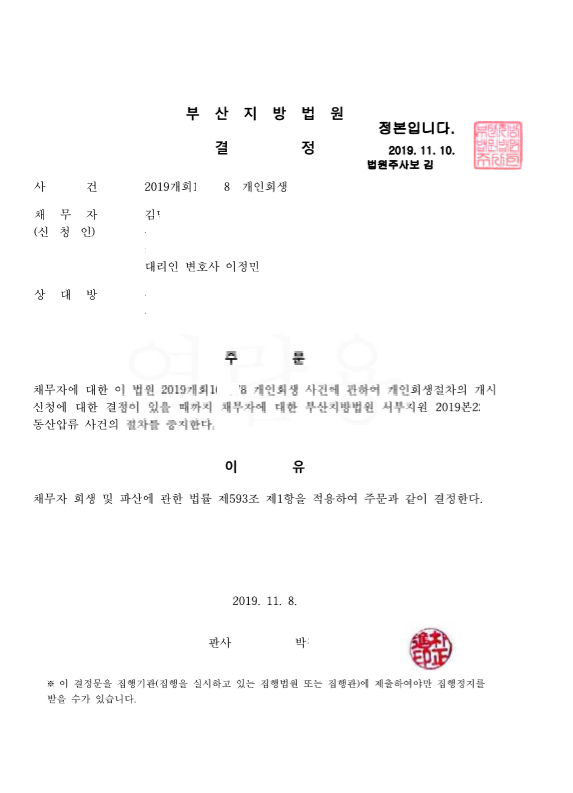 부 산 지 방 법 원
정본입니다.
결 정
2019. 11. 10.
법원주사보 김
사 건 2019개회1 8 개인회생
채 무 자 김
(신 청 인)
대리인 변호사 이정민
상 대 방
주 문
채무자에 대한 이 법원 2019개회10 78 개인회생 사건에 관하여 개인회생절차의 개시
신청에 대한 결정이 있을 때까지 채무자에 대한 부산지방법원 서부지원 2019본2
동산압류 사건의 절차를 중지한다.
이 유
채무자 회생 및 파산에 관한 법률 제593조 제1항을 적용하여 주문과 같이 결정한다.
2019. 11. 8.
판사 박
※ 이 결정문을 집행기관(집행을 실시하고 있는 집행법원 또는 집행관)에 제출하여야만 집행정지를
받을 수가 있습니다.